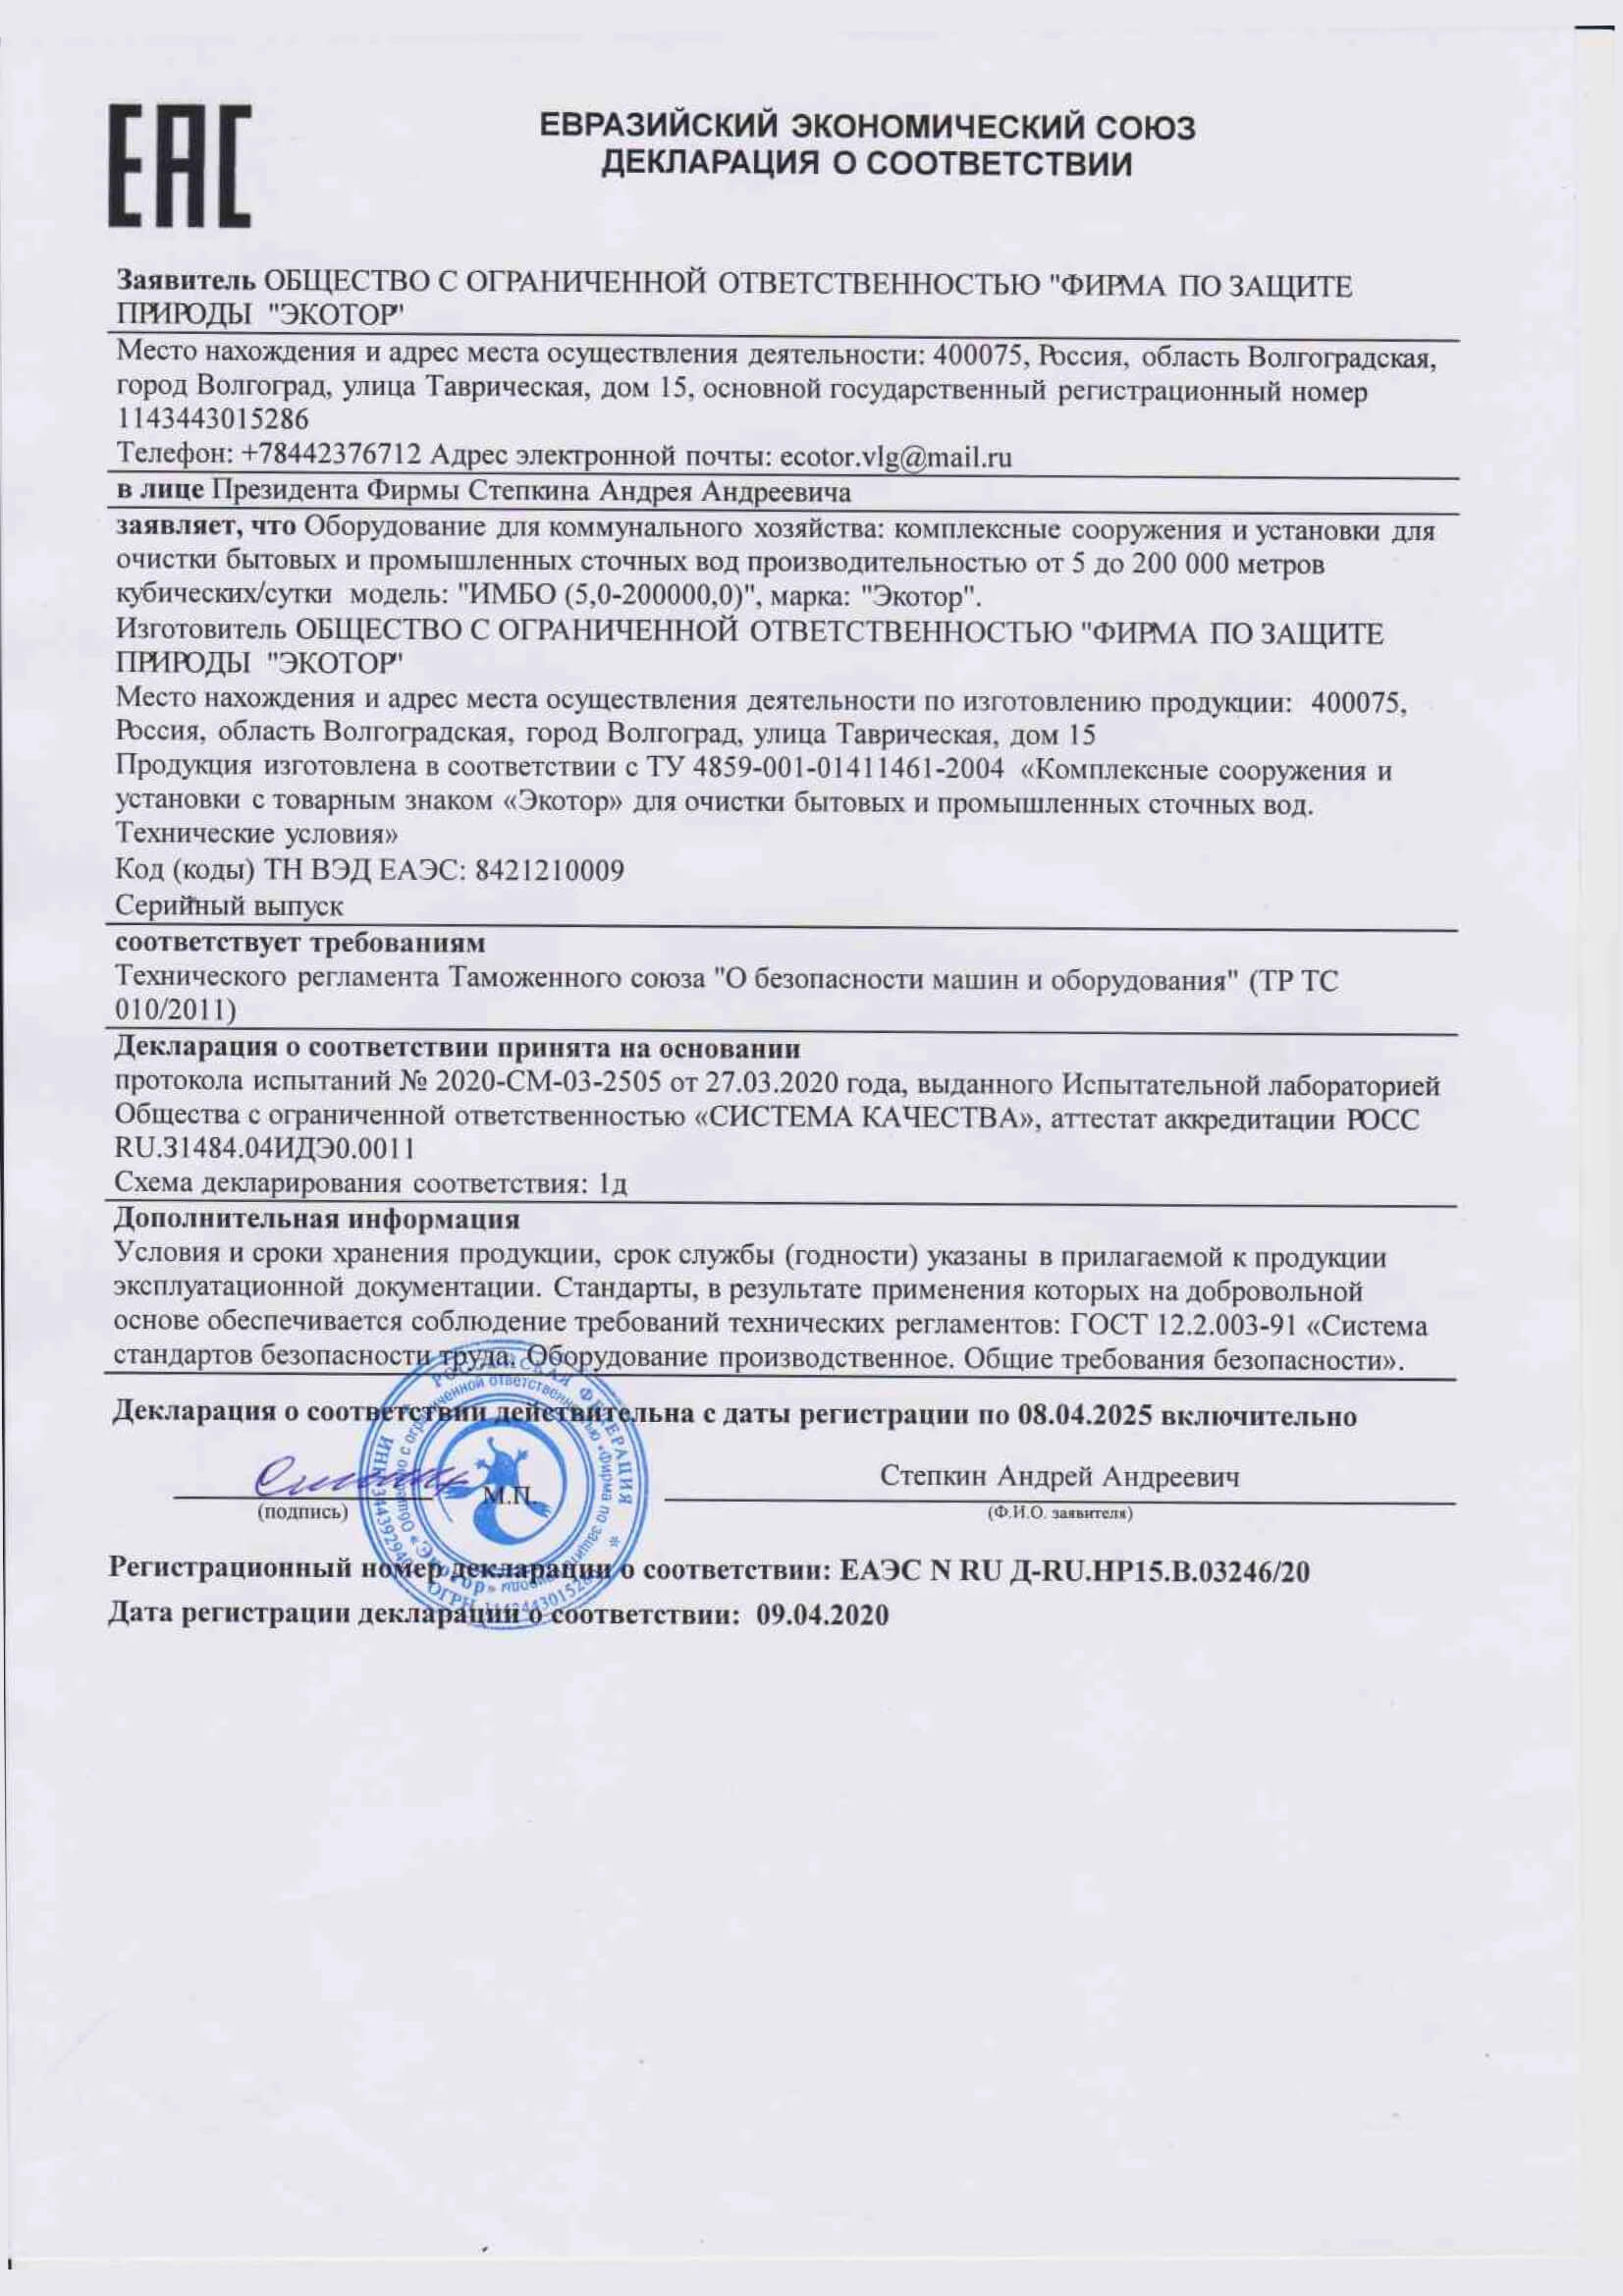 EAC
ЕВРАЗИЙСКИЙ ЭКОНОМИЧЕСКИЙ СОЮЗ
ДЕКЛАРАЦИЯ О СООТВЕТСТВИИ
Заявитель ОБЩЕСТВО С ОГРАНИЧЕННОЙ ОТВЕТСТВЕННОСТЬЮ "ФИРМА ПО ЗАЩИТЕ
ПРИРОДЫ "ЭКОТОР"
Место нахождения и адрес места осуществления деятельности: 400075, Россия, область Волгоградская,
город Волгоград, улица Таврическая, дом 15, основной государственный регистрационный номер
1143443015286
Телефон: +78442376712 Адрес электронной почты: ecotor.vlg@mail.ru
в лице Президента Фирмы Степкина Андрея Андреевича
заявляет, что Оборудование для коммунального хозяйства: комплексные сооружения и установки для
очистки бытовых и промышленных сточных вод производительностью от 5 до 200 000 метров
кубических/сутки модель: "ИМБО (5,0-200000,0)", марка: "Экотор".
Изготовитель ОБЩЕСТВО С ОГРАНИЧЕННОЙ ОТВЕТСТВЕННОСТЬЮ "ФИРМА ПО ЗАЩИТЕ
ПРИРОДЫ "ЭКОТОР"
Место нахождения и адрес места осуществления деятельности по изготовлению продукции: 400075,
Россия, область Волгоградская, город Волгоград, улица Таврическая, дом 15
Продукция изготовлена в соответствии с ТУ 4859-001-01411461-2004 «Комплексные сооружения и
установки с товарным знаком «Экотор» для очистки бытовых и промышленных сточных вод.
Технические условия»
Код (коды) ТН ВЭД ЕАЭС: 8421210009
Серийный выпуск
соответствует требованиям
Технического регламента Таможенного союза "О безопасности машин и оборудования" (ТР ТС
010/2011)
Декларация о соответствии принята на основании
протокола испытаний № 2020-СМ-03-2505 от 27.03.2020 года, выданного Испытательной лабораторией
Общества с ограниченной ответственностью «СИСТЕМА КАЧЕСТВА», аттестат аккредитации РОСС
RU.31484.04ИДЭ0.0011
Схема декларирования соответствия: 1д
Дополнительная информация
Условия и сроки хранения продукции, срок службы (годности) указаны в прилагаемой к продукции
эксплуатационной документации. Стандарты, в результате применения которых на добровольной
основе обеспечивается соблюдение требований технических регламентов: ГОСТ 12.2.003-91 «Система
стандартов безопасности труда. Оборудование производственное. Общие требования безопасности».
Декларация о соответствии действительна с даты регистрации по 08.04.2025 включительно
Степкин Андрей Андреевич
М.П.
(подпись)
(Ф.И.О. заявителя)
РОССИЙСКАЯ ФЕДЕРАЦИЯ
Общество с ограниченной ответственностью «Фирма по защите природы
«Экотор»
Регистрационный номер декларации о соответствии: ЕАЭС N RU Д-RU.НР15.В.03246/20
Дата регистрации декларации о соответствии: 09.04.2020